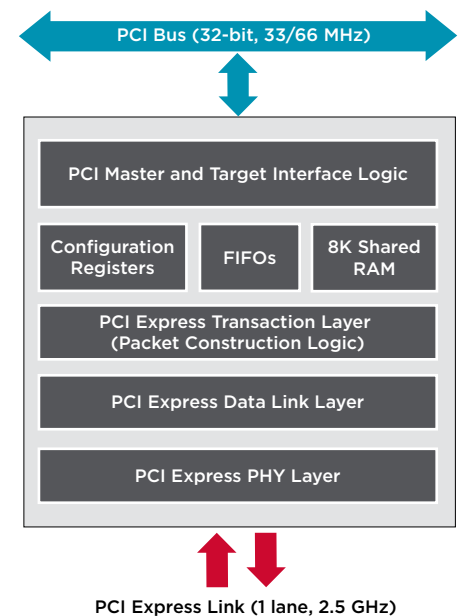 PCI Bus (32-bit, 33/66 MHz)
PCI Master and Target Interface Logic
Configuration
Registers
FIFOs
8K Shared
RAM
PCI Express Transaction Layer
(Packet Construction Logic)
PCI Express Data Link Layer
PCI Express PHY Layer
PCI Express Link (1 lane, 2.5 GHz)